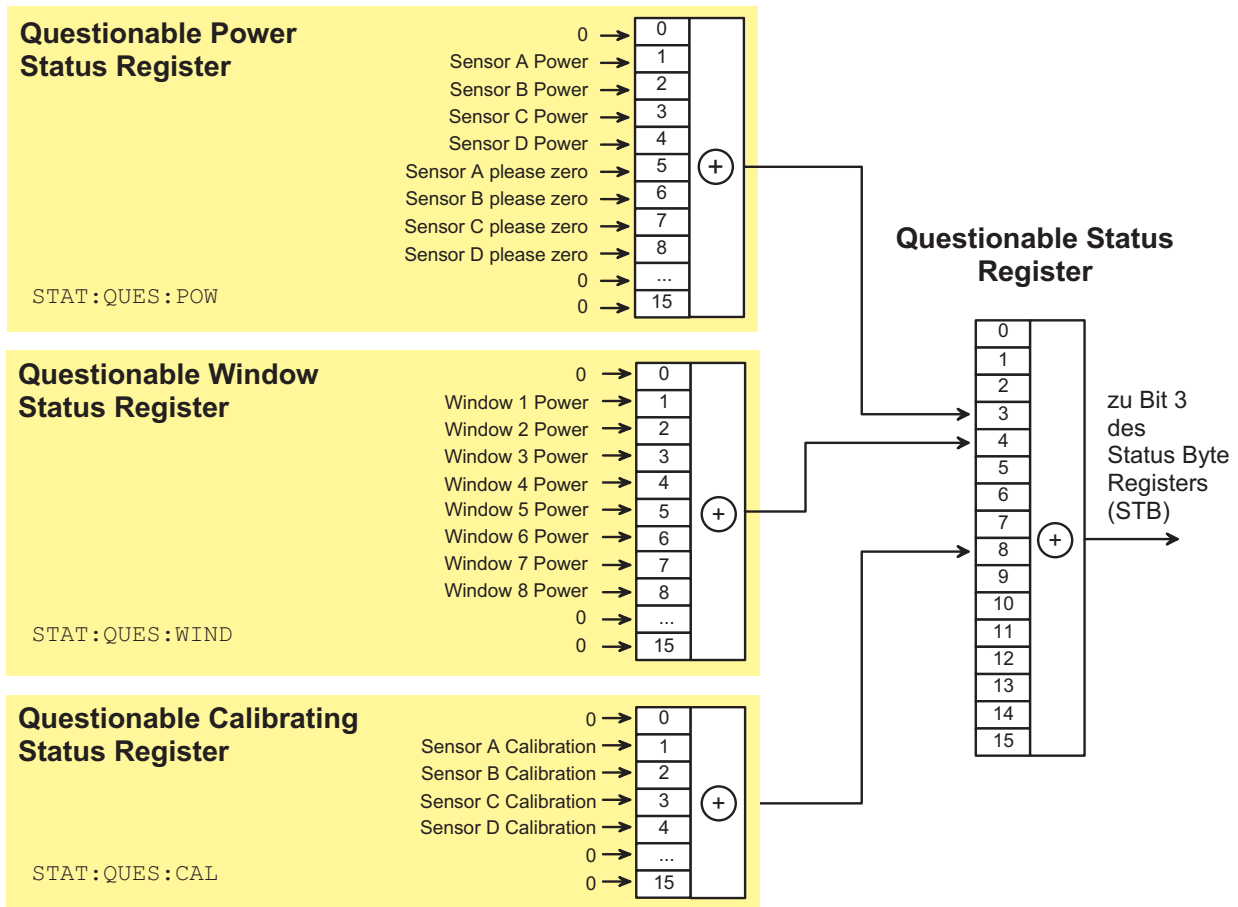 Questionable Power
Status Register
0 0
Sensor A Power 1
Sensor B Power 2
Sensor C Power 3
Sensor D Power 4
Sensor A please zero 5
Sensor B please zero 6
Sensor C please zero 7
Sensor D please zero 8
0 ...
0 15
+
STAT:QUES:POW
Questionable Window
Status Register
0 0
Window 1 Power 1
Window 2 Power 2
Window 3 Power 3
Window 4 Power 4
Window 5 Power 5
Window 6 Power 6
Window 7 Power 7
Window 8 Power 8
0 ...
0 15
+
STAT:QUES:WIND
Questionable Calibrating
Status Register
0 0
Sensor A Calibration 1
Sensor B Calibration 2
Sensor C Calibration 3
Sensor D Calibration 4
0 ...
0 15
+
STAT:QUES:CAL
Questionable Status
Register
0
1
2
3
4
5
6
7
8
9
10
11
12
13
14
15
+
zu Bit 3
des
Status Byte
Registers
(STB)